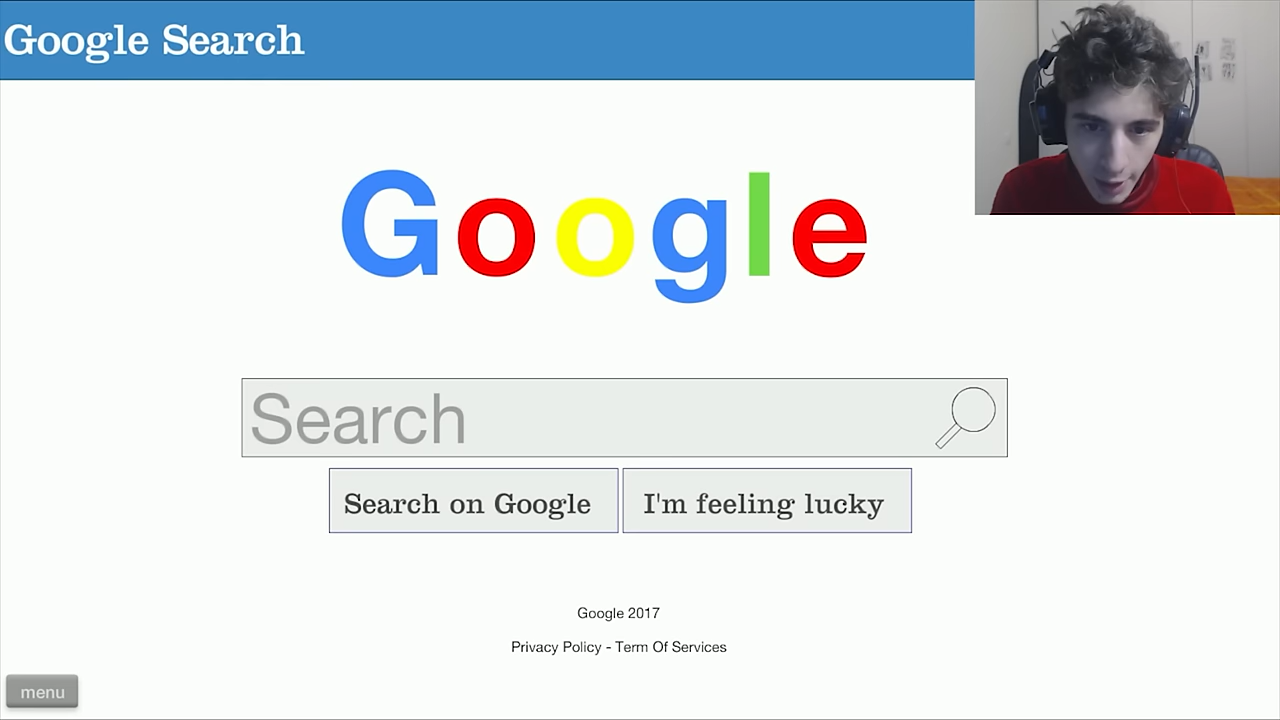 Google Search
Google
Search
Search on Google
I'm feeling lucky
Google 2017
Privacy Policy - Term Of Services
menu